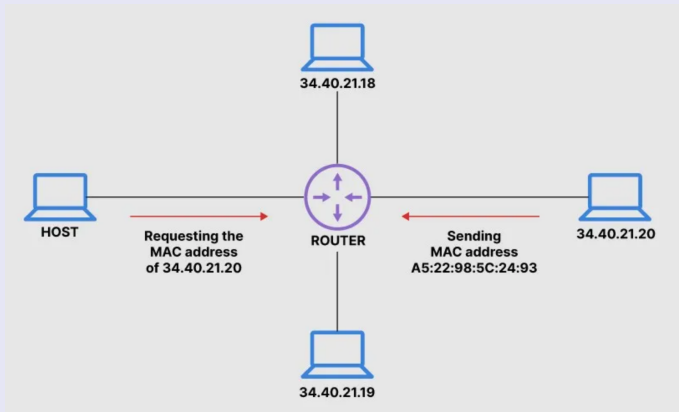 34.40.21.18
HOST
Requesting the
MAC address
of 34.40.21.20
ROUTER
Sending
MAC address
A5:22:98:5C:24:93
34.40.21.20
34.40.21.19